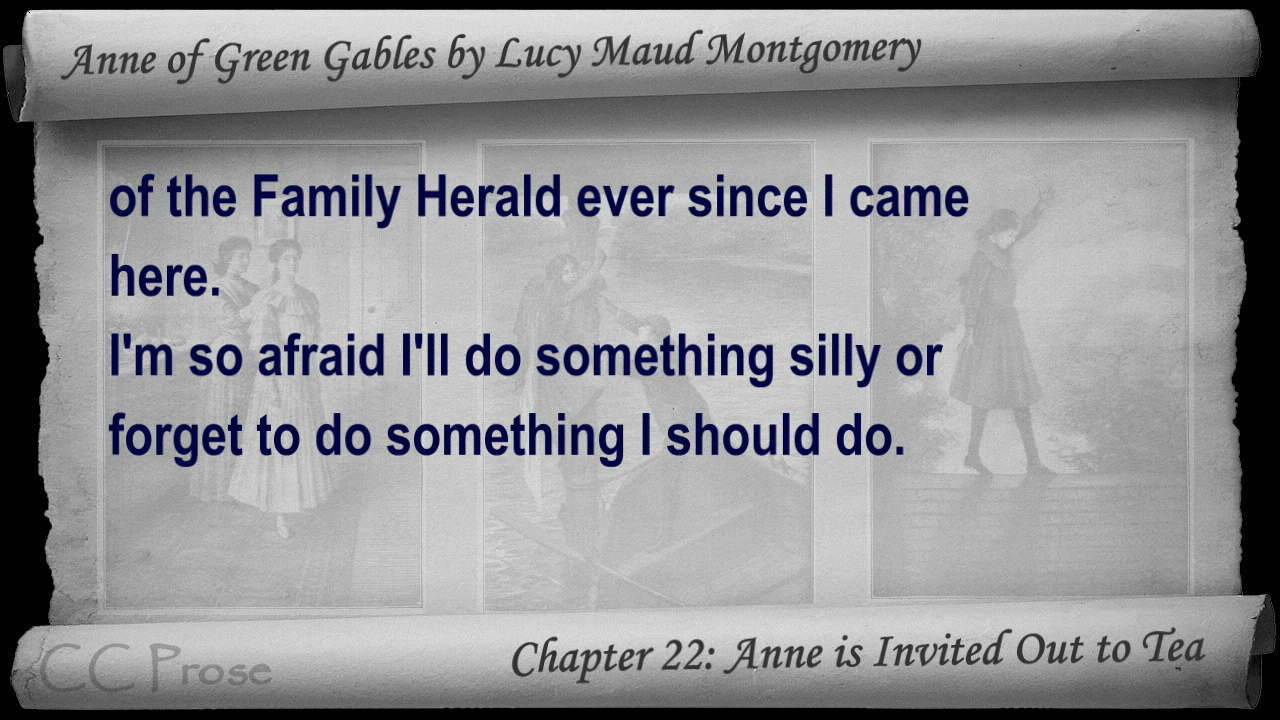 Anne of Green Gables by Lucy Maud Montgomery
of the Family Herald ever since I came
here.
I'm so afraid I'll do something silly or
forget to do something I should do.
CC Prose
Chapter 22: Anne is Invited Out to Tea